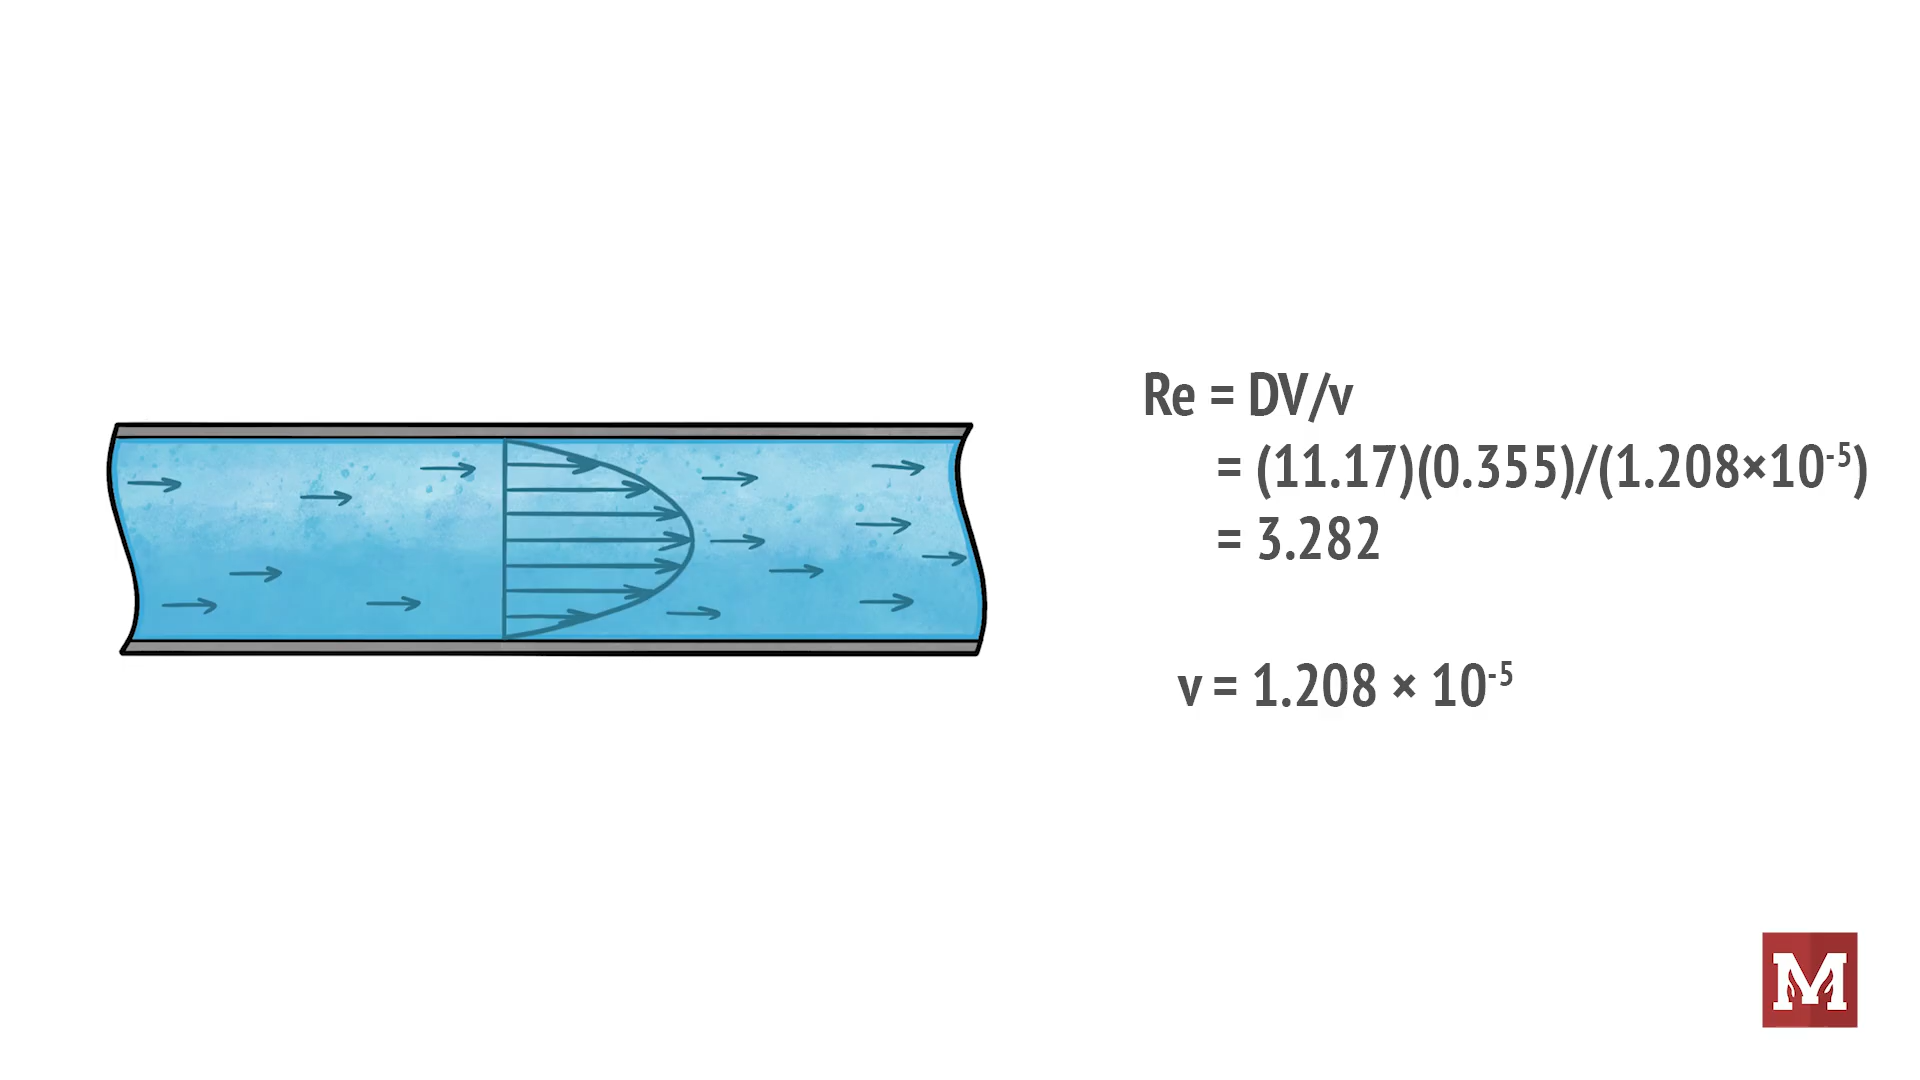 Re = DV/v
= (11.17)(0.355)/(1.208×10⁻⁵)
= 3.282
v = 1.208 × 10⁻⁵
M